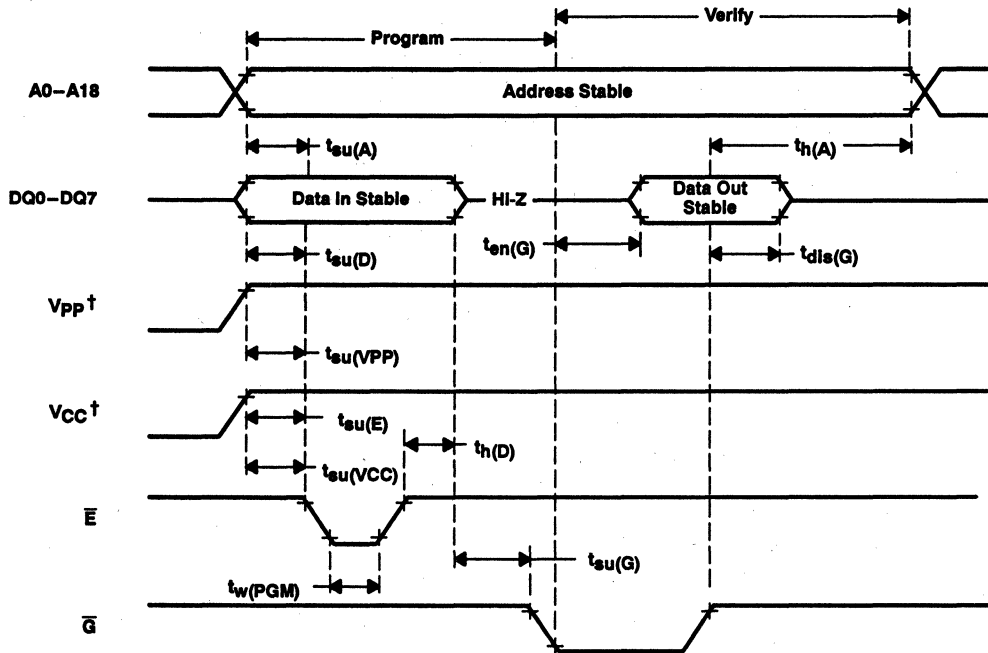 Verify
Program
A0–A18
Address Stable
tsu(A)
th(A)
DQ0–DQ7
Data In Stable
HI-Z
Data Out
Stable
ten(G)
tsu(D)
tdis(G)
VPP†
tsu(VPP)
VCC†
tsu(E)
th(D)
tsu(VCC)
E̅
tsu(G)
tw(PGM)
G̅